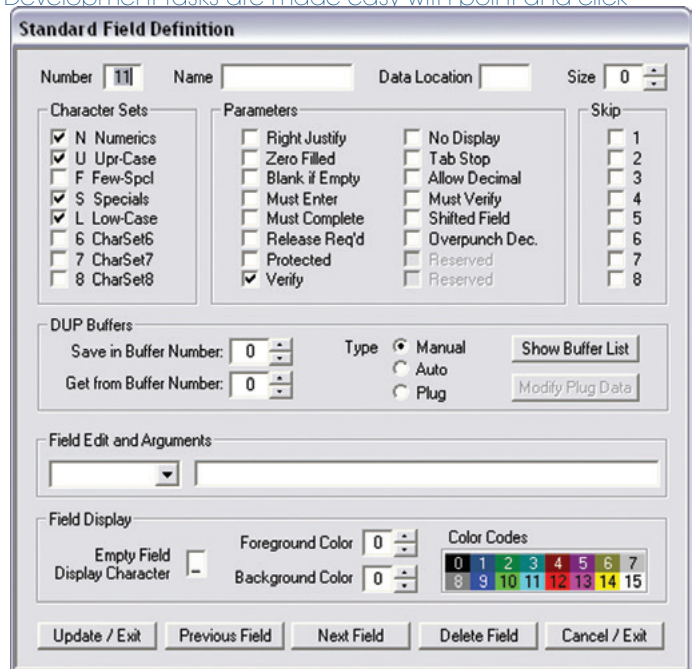 Development tasks are made easy with point and click
Standard Field Definition
Number 11 Name Data Location Size 0
Character Sets
N Numerics
U Upr-Case
F Few-Spcl
S Specials
L Low-Case
6 CharSet6
7 CharSet7
8 CharSet8
Parameters
Right Justify
Zero Filled
Blank if Empty
Must Enter
Must Complete
Release Req'd
Protected
Verify
No Display
Tab Stop
Allow Decimal
Must Verify
Shifted Field
Overpunch Dec.
Reserved
Reserved
Skip
1
2
3
4
5
6
7
8
DUP Buffers
Save in Buffer Number: 0
Get from Buffer Number: 0
Type Manual
Auto
Plug
Show Buffer List
Modify Plug Data
Field Edit and Arguments
Field Display
Empty Field
Display Character _
Foreground Color 0
Background Color 0
Color Codes
0 1 2 3 4 5 6 7
8 9 10 11 12 13 14 15
Update / Exit Previous Field Next Field Delete Field Cancel / Exit